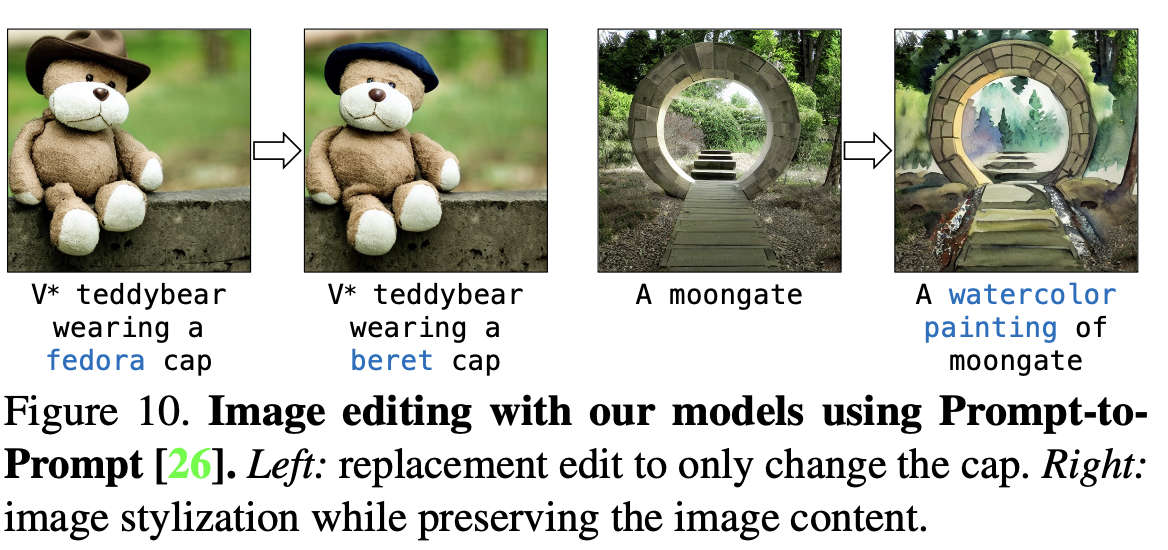 V* teddybear
wearing a
fedora cap
V* teddybear
wearing a
beret cap
A moongate
A watercolor
painting of
moongate
Figure 10. Image editing with our models using Prompt-to-
Prompt [26]. Left: replacement edit to only change the cap. Right:
image stylization while preserving the image content.